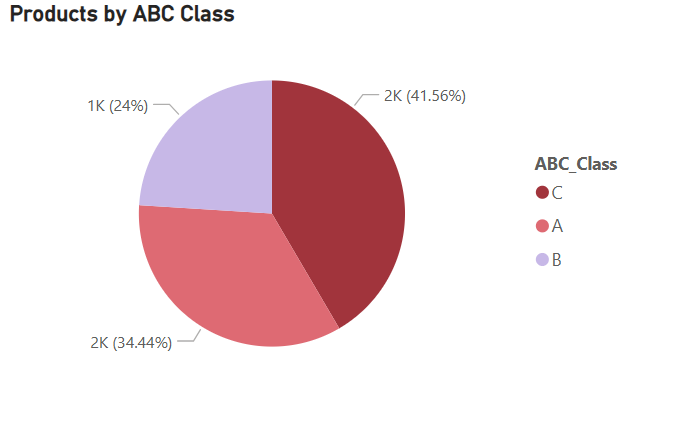 Products by ABC Class
1K (24%)
2K (41.56%)
2K (34.44%)
ABC_Class
C
A
B